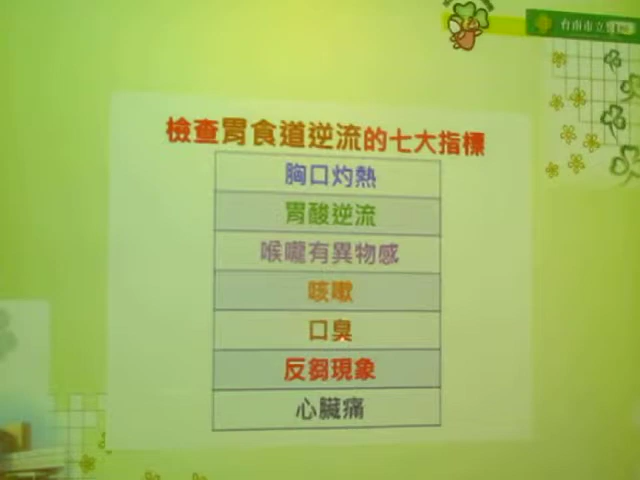 台南市立
檢查胃食道逆流的七大指標
胸口灼熱
胃酸逆流
喉嚨有異物感
咳嗽
口臭
反芻現象
心臟痛